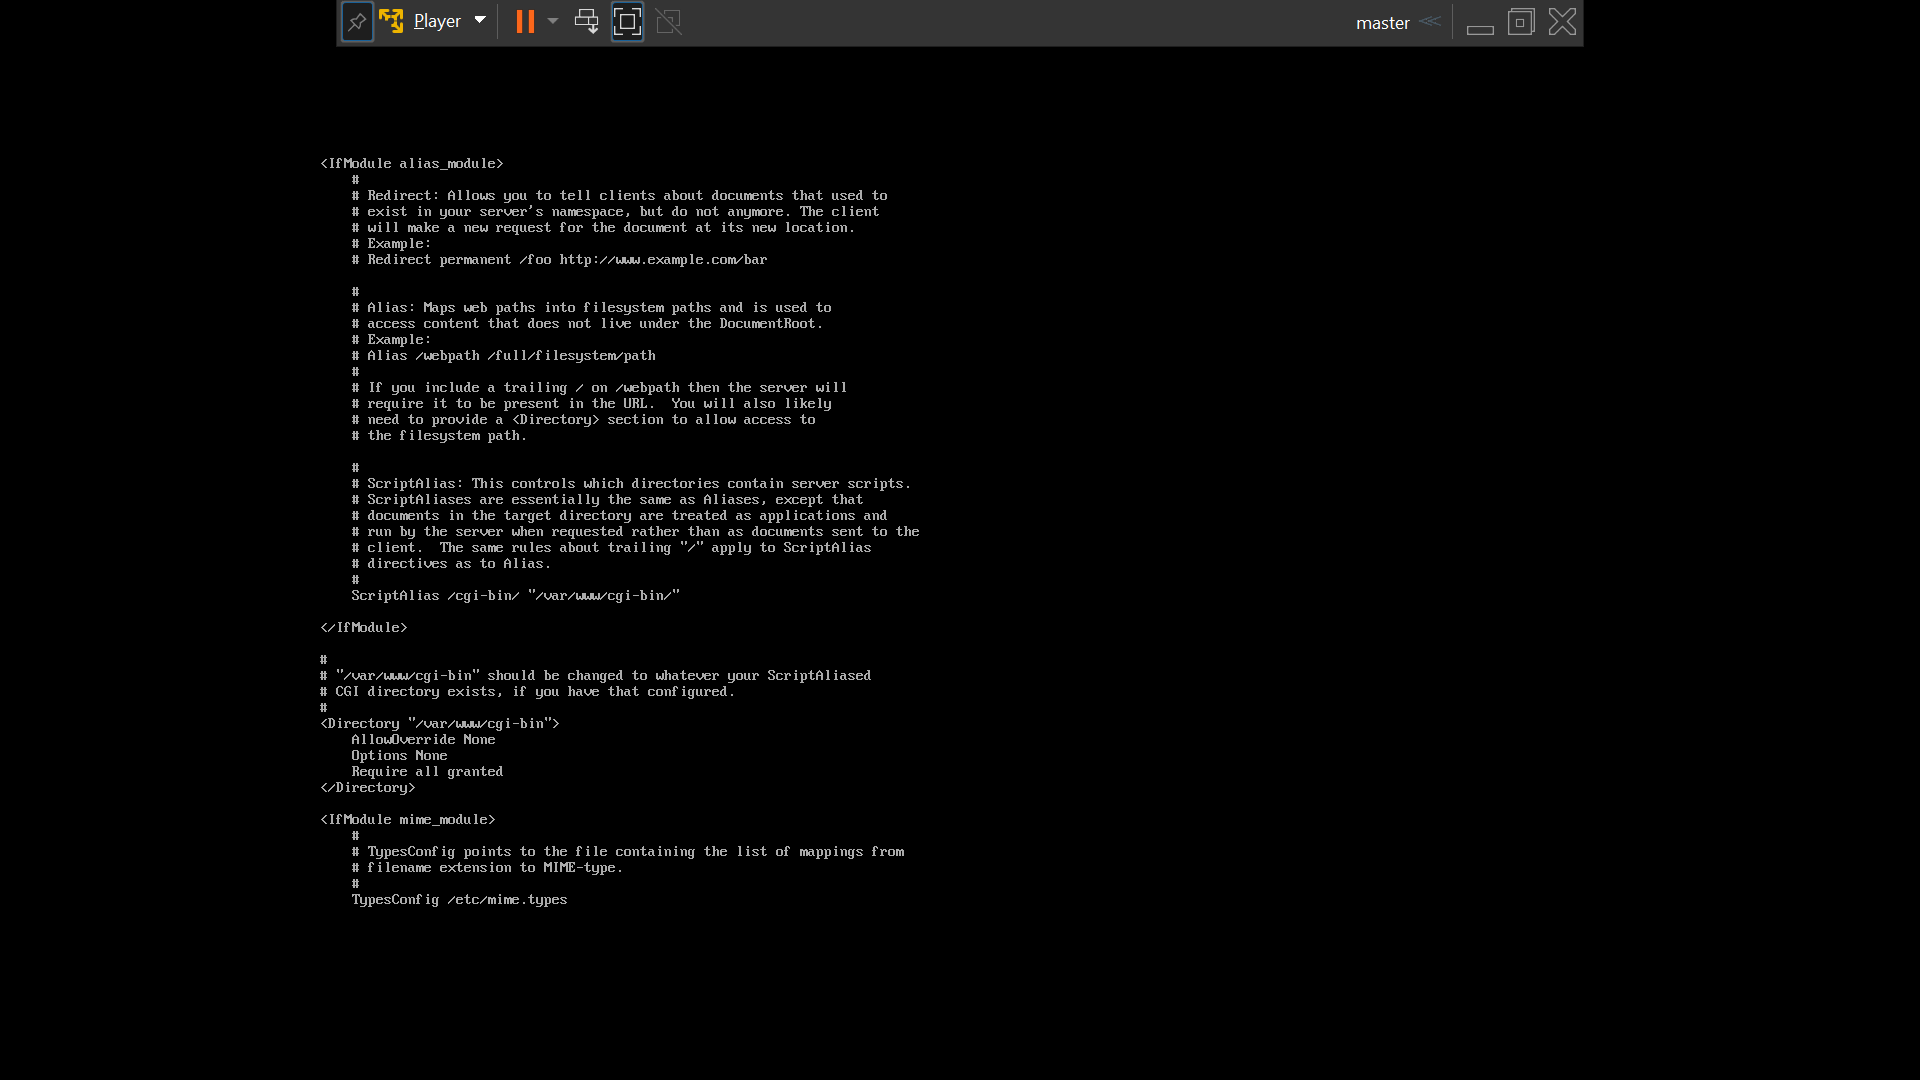 Player
master
<IfModule alias_module>
    #
    # Redirect: Allows you to tell clients about documents that used to
    # exist in your server's namespace, but do not anymore. The client
    # will make a new request for the document at its new location.
    # Example:
    # Redirect permanent /foo http://www.example.com/bar

    #
    # Alias: Maps web paths into filesystem paths and is used to
    # access content that does not live under the DocumentRoot.
    # Example:
    # Alias /webpath /full/filesystem/path
    #
    # If you include a trailing / on /webpath then the server will
    # require it to be present in the URL.  You will also likely
    # need to provide a <Directory> section to allow access to
    # the filesystem path.

    #
    # ScriptAlias: This controls which directories contain server scripts.
    # ScriptAliases are essentially the same as Aliases, except that
    # documents in the target directory are treated as applications and
    # run by the server when requested rather than as documents sent to the
    # client.  The same rules about trailing "/" apply to ScriptAlias
    # directives as to Alias.
    #
    ScriptAlias /cgi-bin/ "/var/www/cgi-bin/"

</IfModule>

#
# "/var/www/cgi-bin" should be changed to whatever your ScriptAliased
# CGI directory exists, if you have that configured.
#
<Directory "/var/www/cgi-bin">
    AllowOverride None
    Options None
    Require all granted
</Directory>

<IfModule mime_module>
    #
    # TypesConfig points to the file containing the list of mappings from
    # filename extension to MIME-type.
    #
    TypesConfig /etc/mime.types